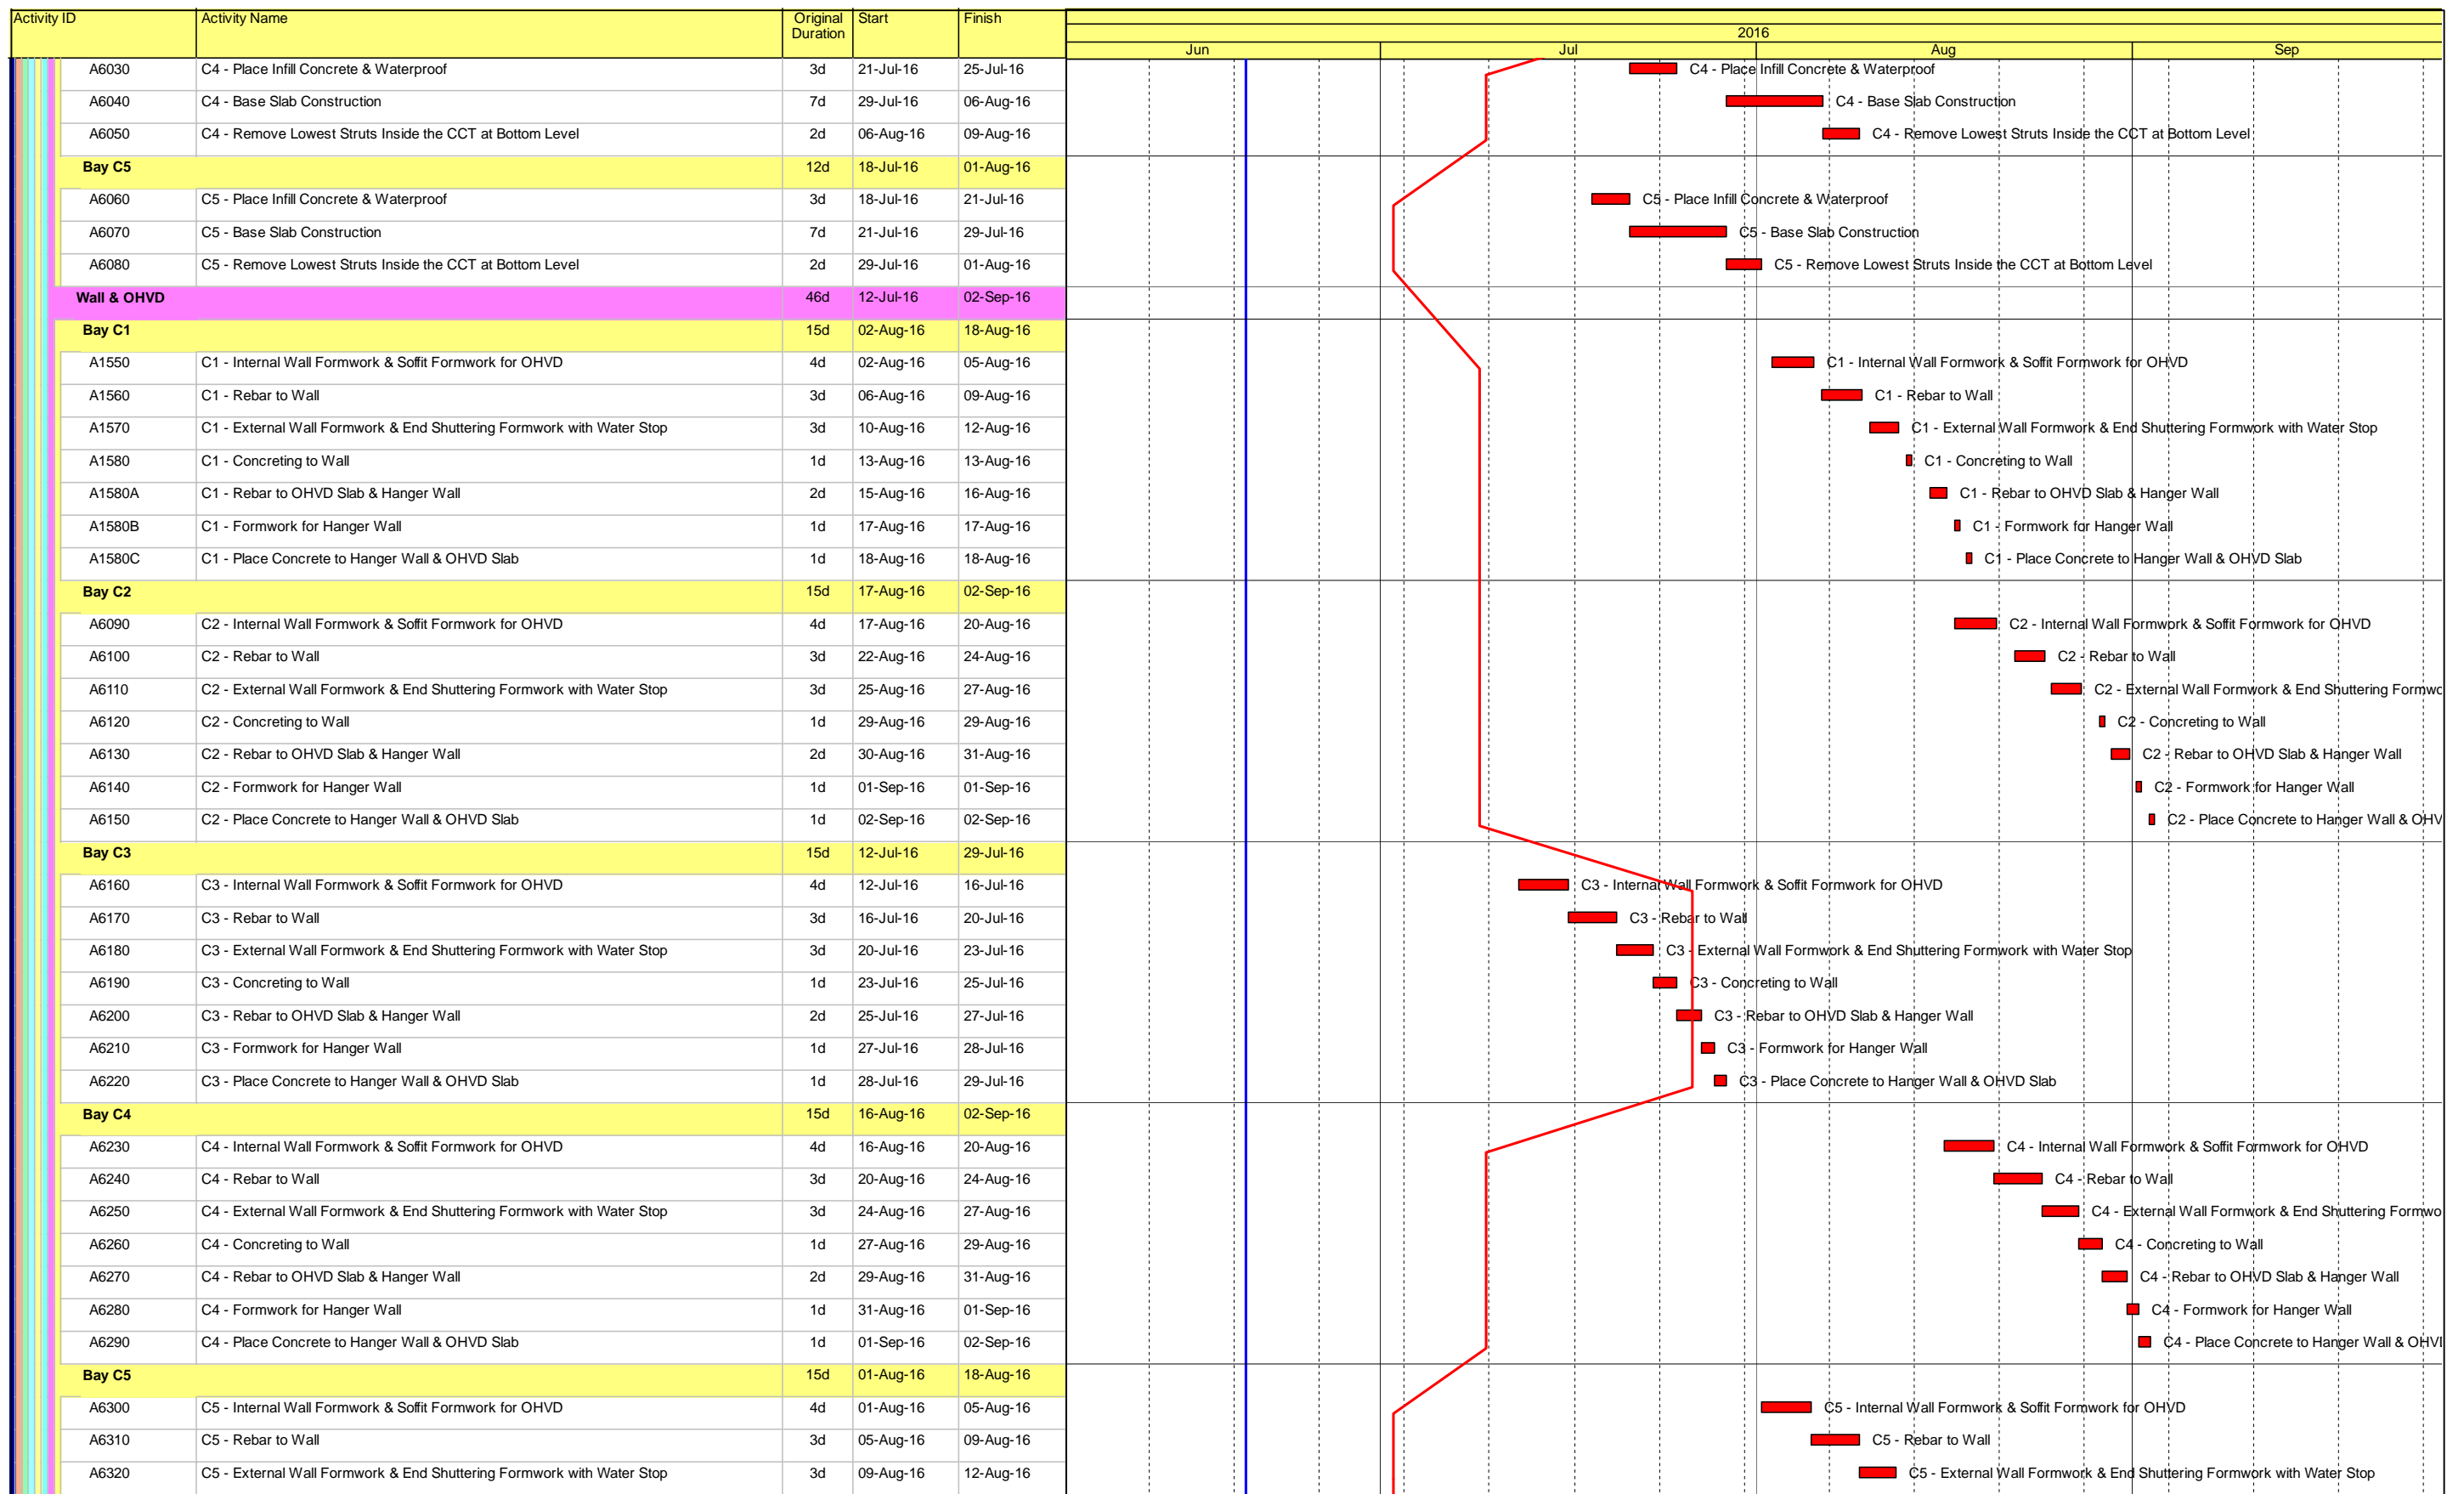 Activity ID Activity Name Original Start Finish
Duration
2016
Jun Jul Aug Sep
A6030 C4 - Place Infill Concrete & Waterproof 3d 21-Jul-16 25-Jul-16 C4 - Place Infill Concrete & Waterproof
A6040 C4 - Base Slab Construction 7d 29-Jul-16 06-Aug-16 C4 - Base Slab Construction
A6050 C4 - Remove Lowest Struts Inside the CCT at Bottom Level 2d 06-Aug-16 09-Aug-16 C4 - Remove Lowest Struts Inside the CCT at Bottom Level
Bay C5 12d 18-Jul-16 01-Aug-16
A6060 C5 - Place Infill Concrete & Waterproof 3d 18-Jul-16 21-Jul-16 C5 - Place Infill Concrete & Waterproof
A6070 C5 - Base Slab Construction 7d 21-Jul-16 29-Jul-16 C5 - Base Slab Construction
A6080 C5 - Remove Lowest Struts Inside the CCT at Bottom Level 2d 29-Jul-16 01-Aug-16 C5 - Remove Lowest Struts Inside the CCT at Bottom Level
Wall & OHVD 46d 12-Jul-16 02-Sep-16
Bay C1 15d 02-Aug-16 18-Aug-16
A1550 C1 - Internal Wall Formwork & Soffit Formwork for OHVD 4d 02-Aug-16 05-Aug-16 C1 - Internal Wall Formwork & Soffit Formwork for OHVD
A1560 C1 - Rebar to Wall 3d 06-Aug-16 09-Aug-16 C1 - Rebar to Wall
A1570 C1 - External Wall Formwork & End Shuttering Formwork with Water Stop 3d 10-Aug-16 12-Aug-16 C1 - External Wall Formwork & End Shuttering Formwork with Water Stop
A1580 C1 - Concreting to Wall 1d 13-Aug-16 13-Aug-16 C1 - Concreting to Wall
A1580A C1 - Rebar to OHVD Slab & Hanger Wall 2d 15-Aug-16 16-Aug-16 C1 - Rebar to OHVD Slab & Hanger Wall
A1580B C1 - Formwork for Hanger Wall 1d 17-Aug-16 17-Aug-16 C1 - Formwork for Hanger Wall
A1580C C1 - Place Concrete to Hanger Wall & OHVD Slab 1d 18-Aug-16 18-Aug-16 C1 - Place Concrete to Hanger Wall & OHVD Slab
Bay C2 15d 17-Aug-16 02-Sep-16
A6090 C2 - Internal Wall Formwork & Soffit Formwork for OHVD 4d 17-Aug-16 20-Aug-16 C2 - Internal Wall Formwork & Soffit Formwork for OHVD
A6100 C2 - Rebar to Wall 3d 22-Aug-16 24-Aug-16 C2 - Rebar to Wall
A6110 C2 - External Wall Formwork & End Shuttering Formwork with Water Stop 3d 25-Aug-16 27-Aug-16 C2 - External Wall Formwork & End Shuttering Formwo
A6120 C2 - Concreting to Wall 1d 29-Aug-16 29-Aug-16 C2 - Concreting to Wall
A6130 C2 - Rebar to OHVD Slab & Hanger Wall 2d 30-Aug-16 31-Aug-16 C2 - Rebar to OHVD Slab & Hanger Wall
A6140 C2 - Formwork for Hanger Wall 1d 01-Sep-16 01-Sep-16 C2 - Formwork for Hanger Wall
A6150 C2 - Place Concrete to Hanger Wall & OHVD Slab 1d 02-Sep-16 02-Sep-16 C2 - Place Concrete to Hanger Wall & OHV
Bay C3 15d 12-Jul-16 29-Jul-16
A6160 C3 - Internal Wall Formwork & Soffit Formwork for OHVD 4d 12-Jul-16 16-Jul-16 C3 - Internal Wall Formwork & Soffit Formwork for OHVD
A6170 C3 - Rebar to Wall 3d 16-Jul-16 20-Jul-16 C3 - Rebar to Wall
A6180 C3 - External Wall Formwork & End Shuttering Formwork with Water Stop 3d 20-Jul-16 23-Jul-16 C3 - External Wall Formwork & End Shuttering Formwork with Water Stop
A6190 C3 - Concreting to Wall 1d 23-Jul-16 25-Jul-16 C3 - Concreting to Wall
A6200 C3 - Rebar to OHVD Slab & Hanger Wall 2d 25-Jul-16 27-Jul-16 C3 - Rebar to OHVD Slab & Hanger Wall
A6210 C3 - Formwork for Hanger Wall 1d 27-Jul-16 28-Jul-16 C3 - Formwork for Hanger Wall
A6220 C3 - Place Concrete to Hanger Wall & OHVD Slab 1d 28-Jul-16 29-Jul-16 C3 - Place Concrete to Hanger Wall & OHVD Slab
Bay C4 15d 16-Aug-16 02-Sep-16
A6230 C4 - Internal Wall Formwork & Soffit Formwork for OHVD 4d 16-Aug-16 20-Aug-16 C4 - Internal Wall Formwork & Soffit Formwork for OHVD
A6240 C4 - Rebar to Wall 3d 20-Aug-16 24-Aug-16 C4 - Rebar to Wall
A6250 C4 - External Wall Formwork & End Shuttering Formwork with Water Stop 3d 24-Aug-16 27-Aug-16 C4 - External Wall Formwork & End Shuttering Formwo
A6260 C4 - Concreting to Wall 1d 27-Aug-16 29-Aug-16 C4 - Concreting to Wall
A6270 C4 - Rebar to OHVD Slab & Hanger Wall 2d 29-Aug-16 31-Aug-16 C4 - Rebar to OHVD Slab & Hanger Wall
A6280 C4 - Formwork for Hanger Wall 1d 31-Aug-16 01-Sep-16 C4 - Formwork for Hanger Wall
A6290 C4 - Place Concrete to Hanger Wall & OHVD Slab 1d 01-Sep-16 02-Sep-16 C4 - Place Concrete to Hanger Wall & OHVI
Bay C5 15d 01-Aug-16 18-Aug-16
A6300 C5 - Internal Wall Formwork & Soffit Formwork for OHVD 4d 01-Aug-16 05-Aug-16 C5 - Internal Wall Formwork & Soffit Formwork for OHVD
A6310 C5 - Rebar to Wall 3d 05-Aug-16 09-Aug-16 C5 - Rebar to Wall
A6320 C5 - External Wall Formwork & End Shuttering Formwork with Water Stop 3d 09-Aug-16 12-Aug-16 C5 - External Wall Formwork & End Shuttering Formwork with Water Stop